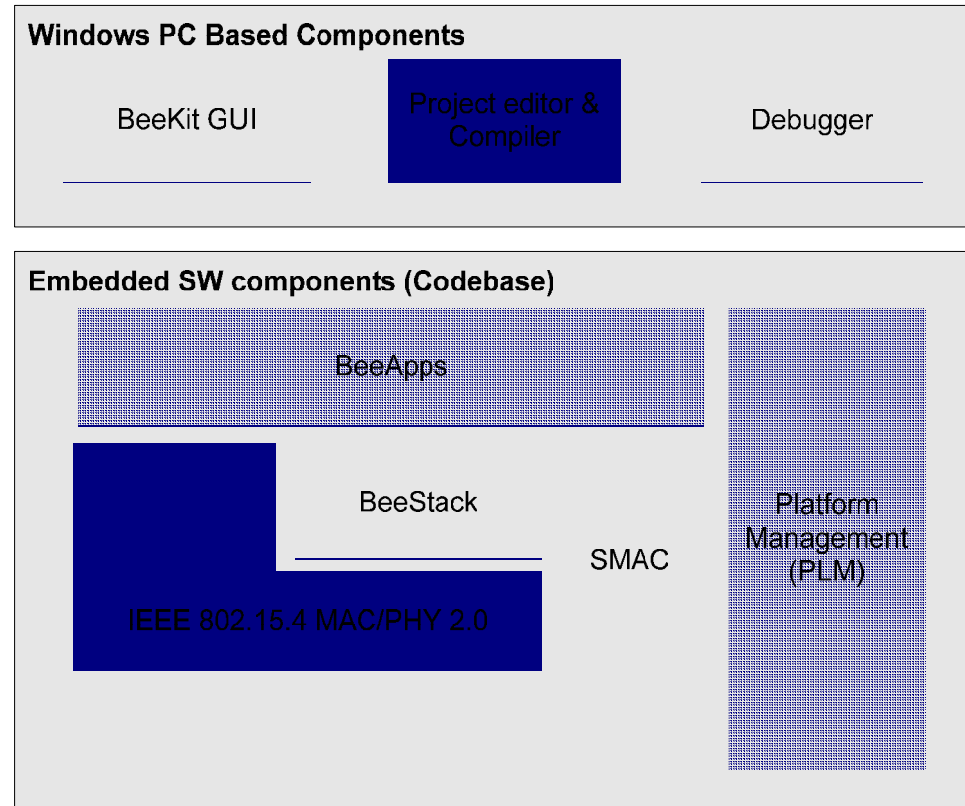 Windows PC Based Components
BeeKit GUI
Project editor &
Compiler
Debugger
Embedded SW components (Codebase)
BeeApps
BeeStack
SMAC
IEEE 802.15.4 MAC/PHY 2.0
Platform
Management
(PLM)